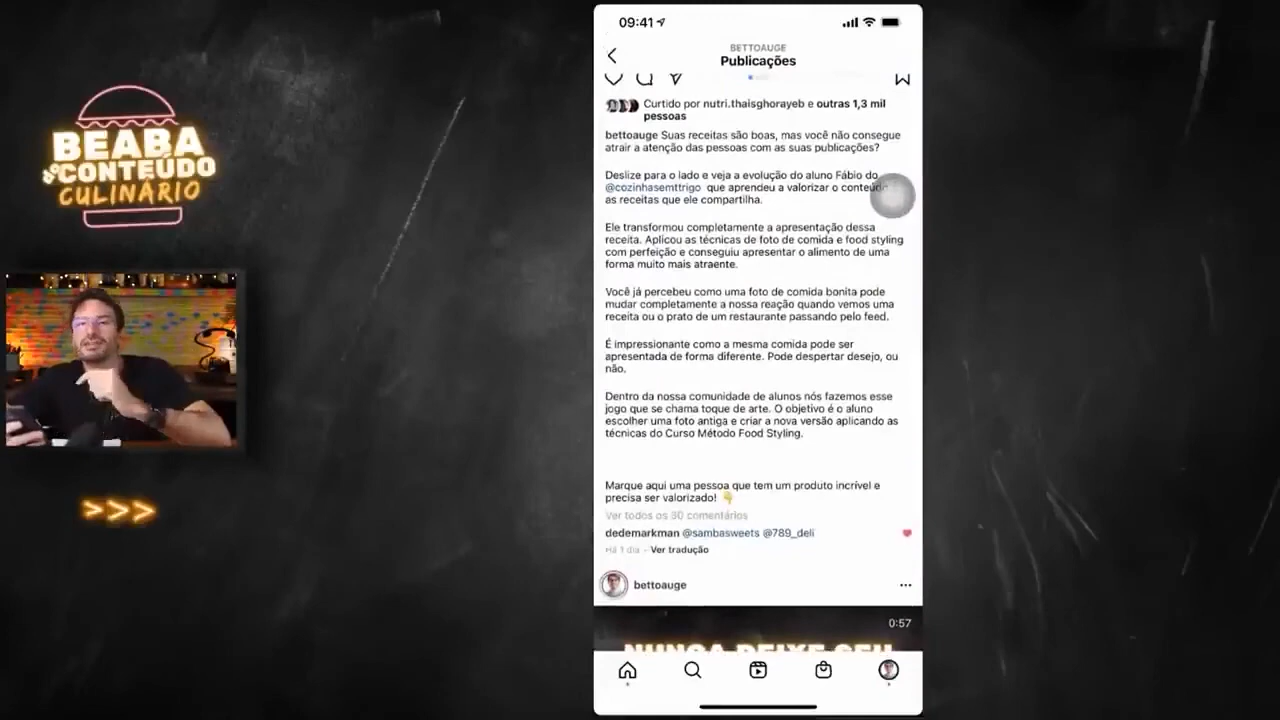 BEABA
DO CONTEÚDO
CULINÁRIO
>>>
09:41
BETTOAUGE
Publicações
Curtido por nutri.thaisghorayeb e outras 1,3 mil
pessoas
bettoauge Suas receitas são boas, mas você não consegue
atrair a atenção das pessoas com as suas publicações?
Deslize para o lado e veja a evolução do aluno Fábio do
@cozinhasemttrigo que aprendeu a valorizar o conteúdo
as receitas que ele compartilha.
Ele transformou completamente a apresentação dessa
receita. Aplicou as técnicas de foto de comida e food styling
com perfeição e conseguiu apresentar o alimento de uma
forma muito mais atraente.
Você já percebeu como uma foto de comida bonita pode
mudar completamente a nossa reação quando vemos uma
receita ou o prato de um restaurante passando pelo feed.
É impressionante como a mesma comida pode ser
apresentada de forma diferente. Pode despertar desejo, ou
não.
Dentro da nossa comunidade de alunos nós fazemos esse
jogo que se chama toque de arte. O objetivo é o aluno
escolher uma foto antiga e criar a nova versão aplicando as
técnicas do Curso Método Food Styling.
Marque aqui uma pessoa que tem um produto incrível e
precisa ser valorizado! 👇
Ver todos os 30 comentários
dedemarkman @sambasweets @789_deli
Há 1 dia - Ver tradução
bettoauge
0:57
NUNCA DEIXE SEU